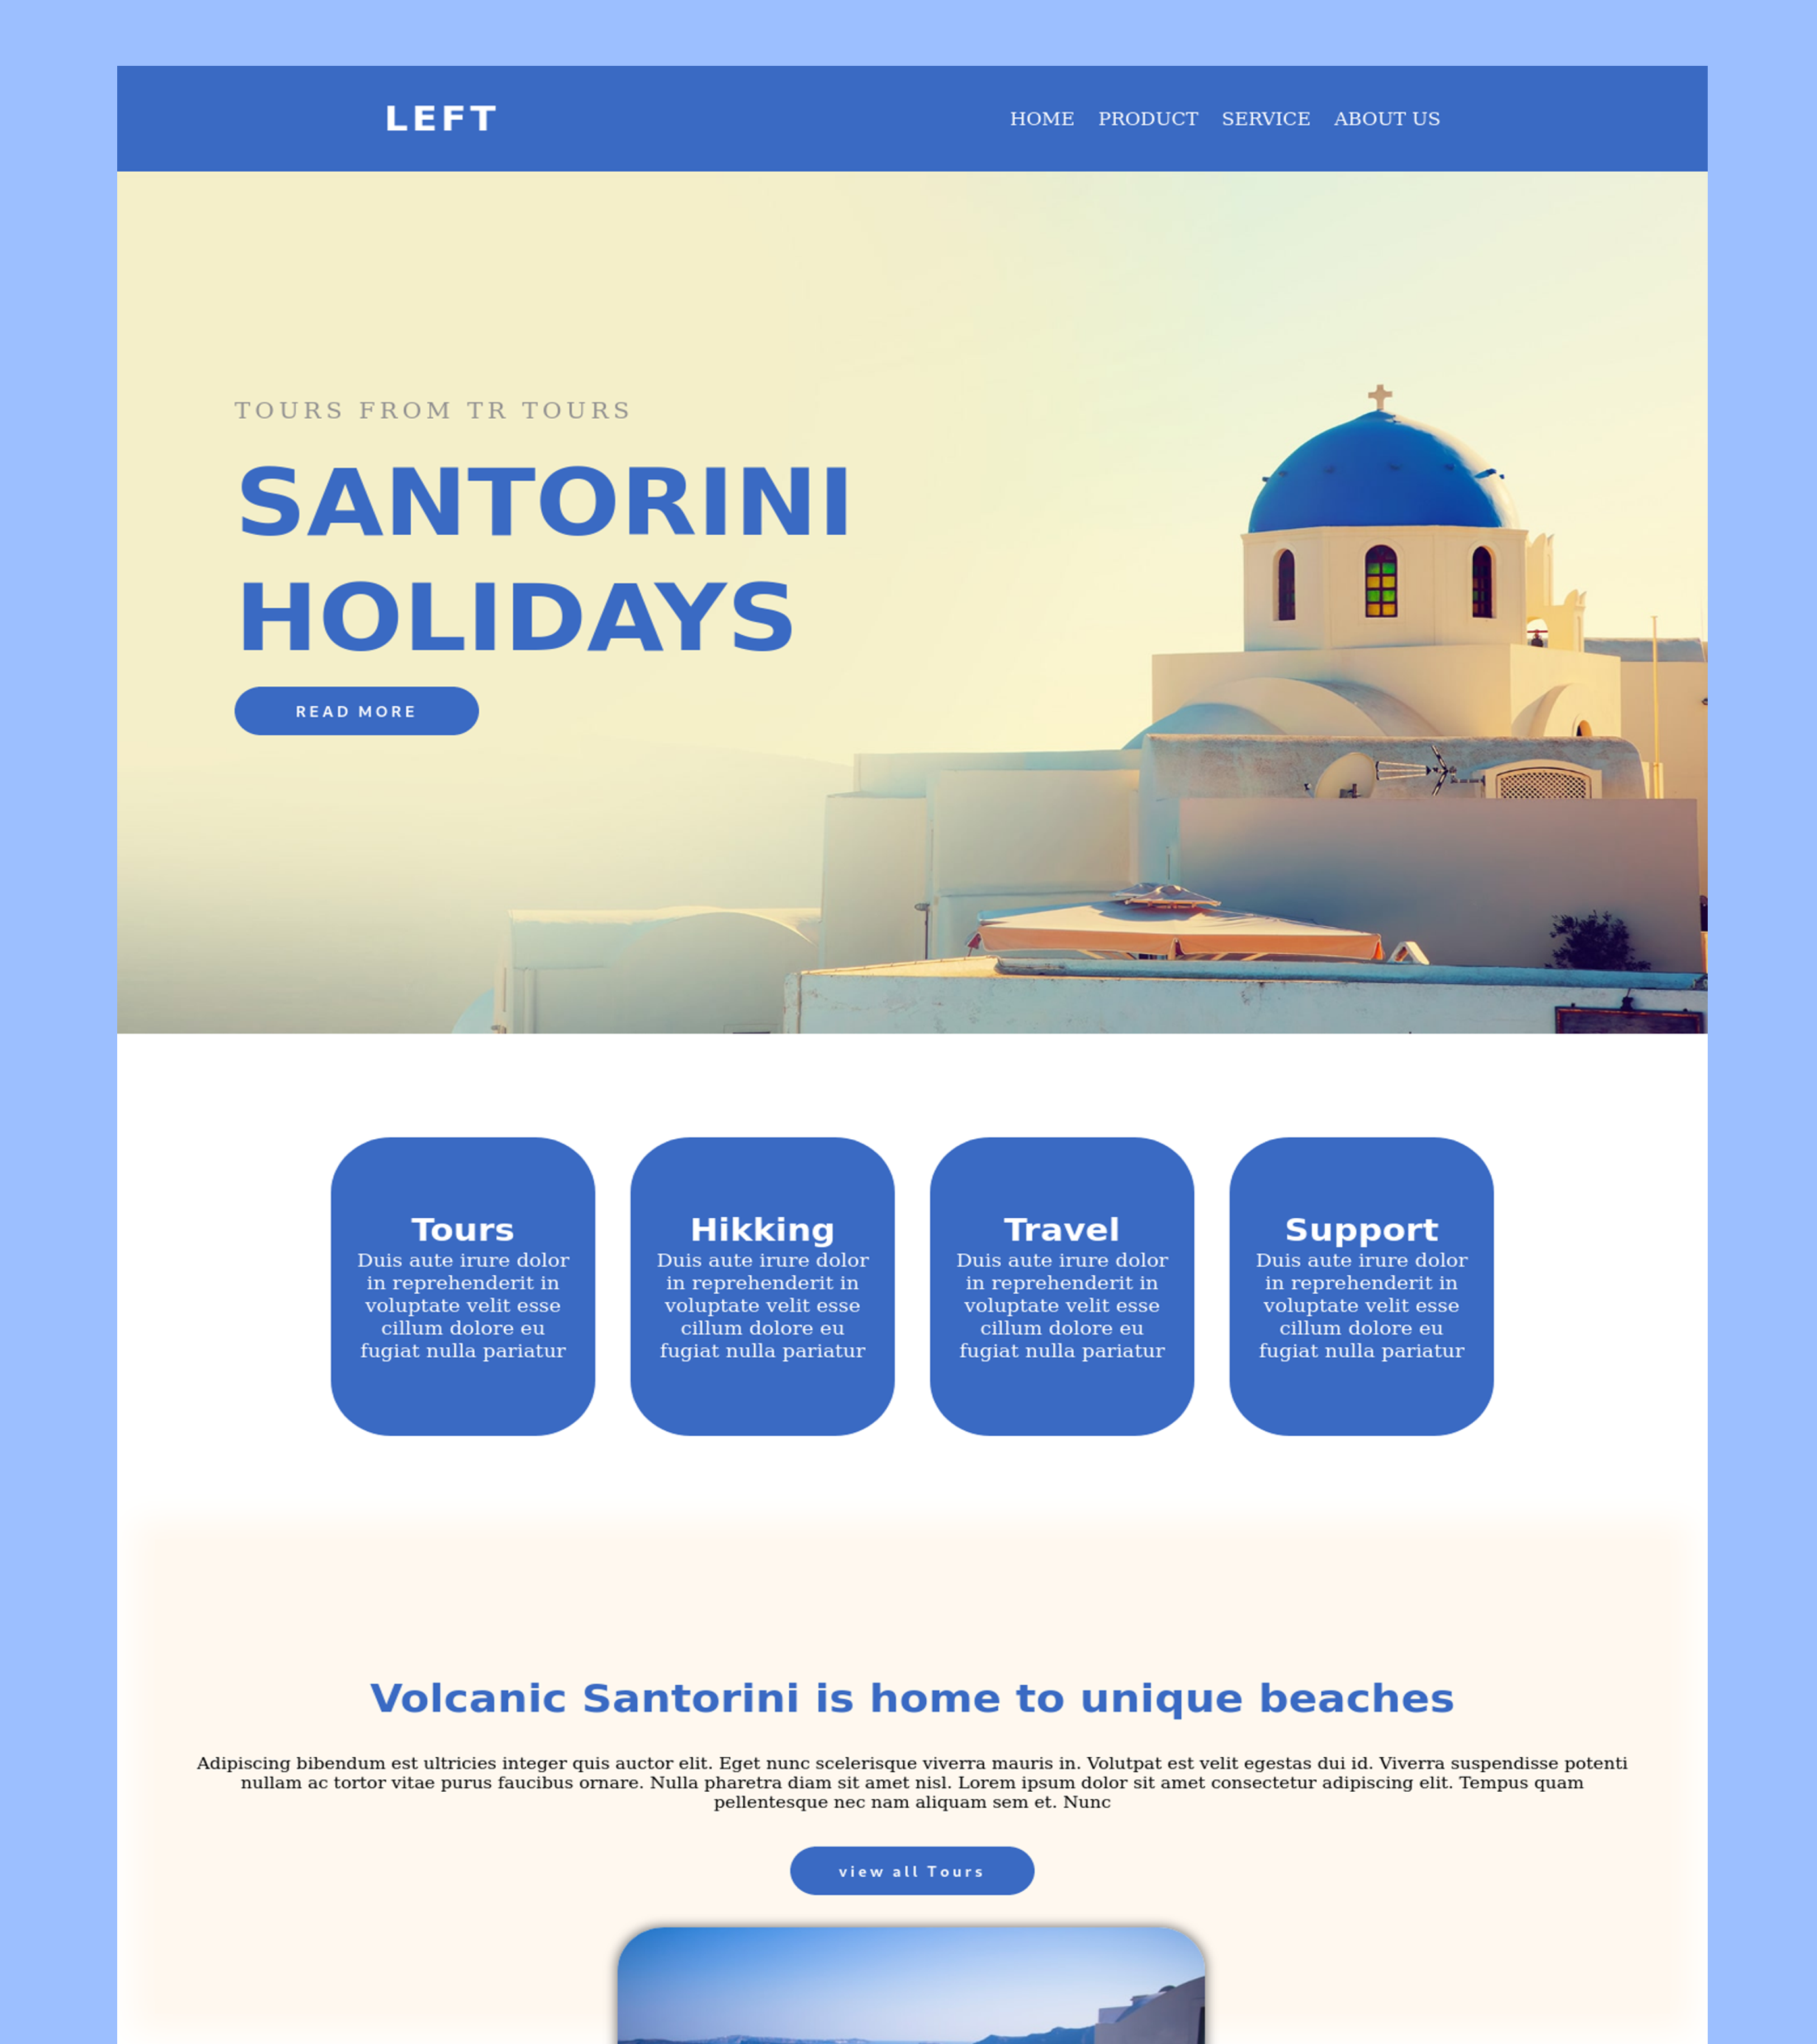 LEFT
HOME PRODUCT SERVICE ABOUT US
TOURS FROM TR TOURS
SANTORINI
HOLIDAYS
READ MORE
Tours
Duis aute irure dolor
in reprehenderit in
voluptate velit esse
cillum dolore eu
fugiat nulla pariatur
Hikking
Duis aute irure dolor
in reprehenderit in
voluptate velit esse
cillum dolore eu
fugiat nulla pariatur
Travel
Duis aute irure dolor
in reprehenderit in
voluptate velit esse
cillum dolore eu
fugiat nulla pariatur
Support
Duis aute irure dolor
in reprehenderit in
voluptate velit esse
cillum dolore eu
fugiat nulla pariatur
Volcanic Santorini is home to unique beaches
Adipiscing bibendum est ultricies integer quis auctor elit. Eget nunc scelerisque viverra mauris in. Volutpat est velit egestas dui id. Viverra suspendisse potenti
nullam ac tortor vitae purus faucibus ornare. Nulla pharetra diam sit amet nisl. Lorem ipsum dolor sit amet consectetur adipiscing elit. Tempus quam
pellentesque nec nam aliquam sem et. Nunc
view all Tours